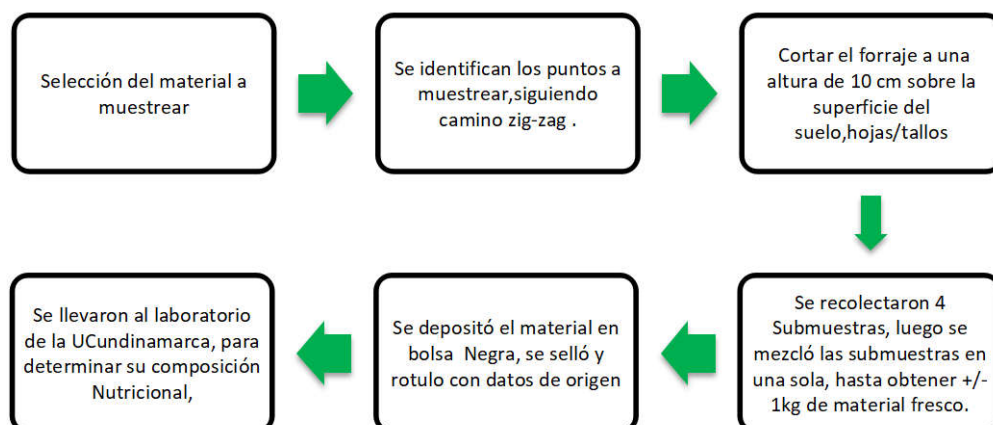 Selección del material a
muestrear
Se identifican los puntos a
muestrear,siguiendo
camino zig-zag .
Cortar el forraje a una
altura de 10 cm sobre la
superficie del
suelo,hojas/tallos
Se recolectaron 4
Submuestras, luego se
mezcló las submuestras en
una sola, hasta obtener +/-
1kg de material fresco.
Se depositó el material en
bolsa Negra, se selló y
rotulo con datos de origen
Se llevaron al laboratorio
de la UCundinamarca, para
determinar su composición
Nutricional,